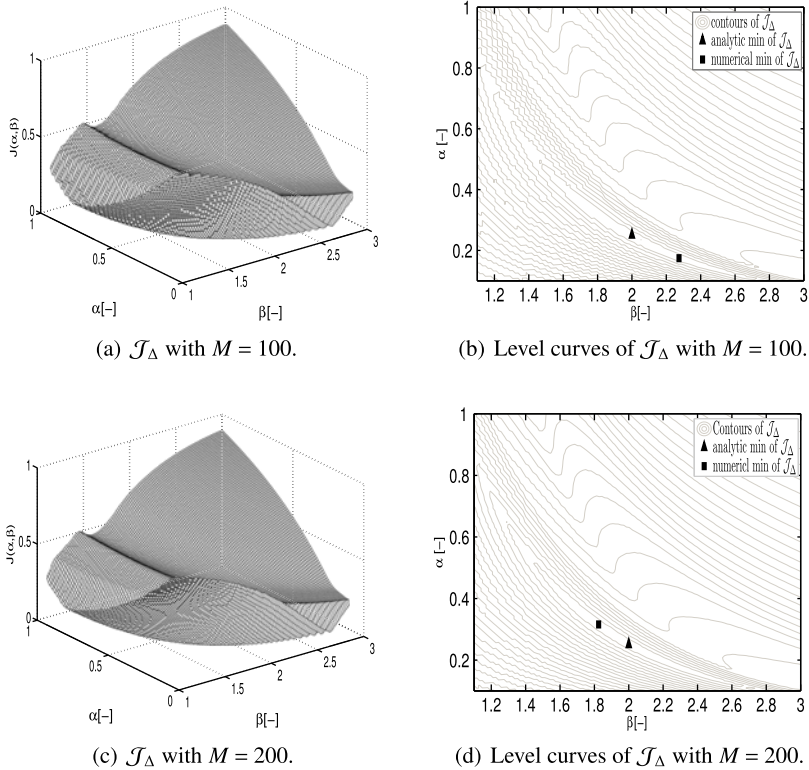 1
0.5
0
J(α,β)
1
0.5
0
α[-]
1
1.5
2
2.5
3
β[-]
(a) 𝒥Δ with M = 100.
contours of 𝒥Δ
analytic min of 𝒥Δ
numerical min of 𝒥Δ
1
0.8
0.6
0.4
0.2
α [-]
1.2 1.4 1.6 1.8 2 2.2 2.4 2.6 2.8 3
β[-]
(b) Level curves of 𝒥Δ with M = 100.
1
0.5
0
J(α,β)
1
0.5
0
α[-]
1
1.5
2
2.5
3
β[-]
(c) 𝒥Δ with M = 200.
Contours of 𝒥Δ
analytic min of 𝒥Δ
numericl min of 𝒥Δ
1
0.8
0.6
0.4
0.2
α [-]
1.2 1.4 1.6 1.8 2 2.2 2.4 2.6 2.8 3
β[-]
(d) Level curves of 𝒥Δ with M = 200.